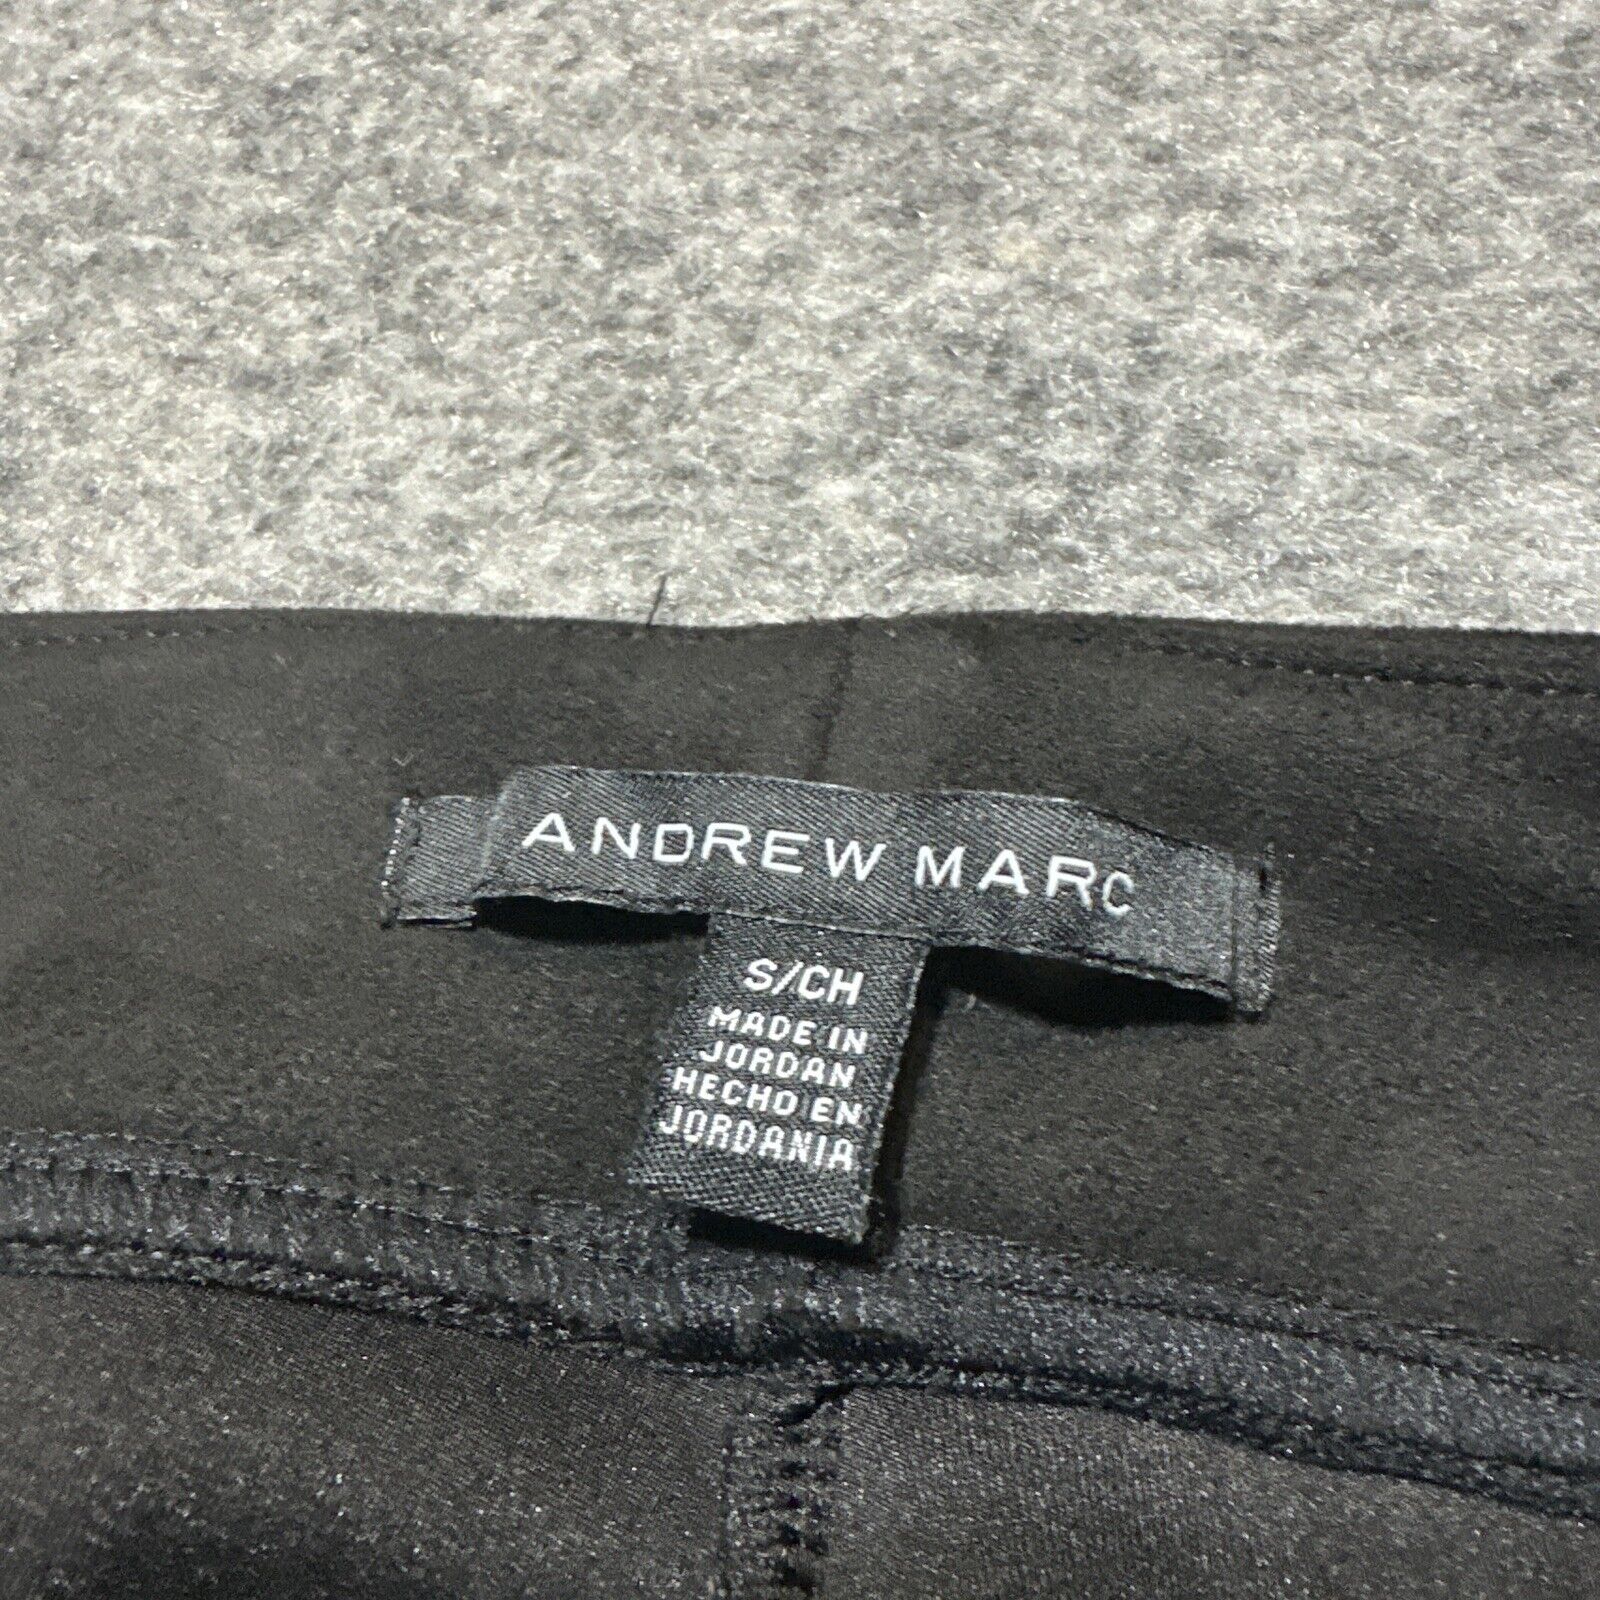 ANDREW MARC
S/CH
MADE IN
JORDAN
HECHO EN
JORDANIA